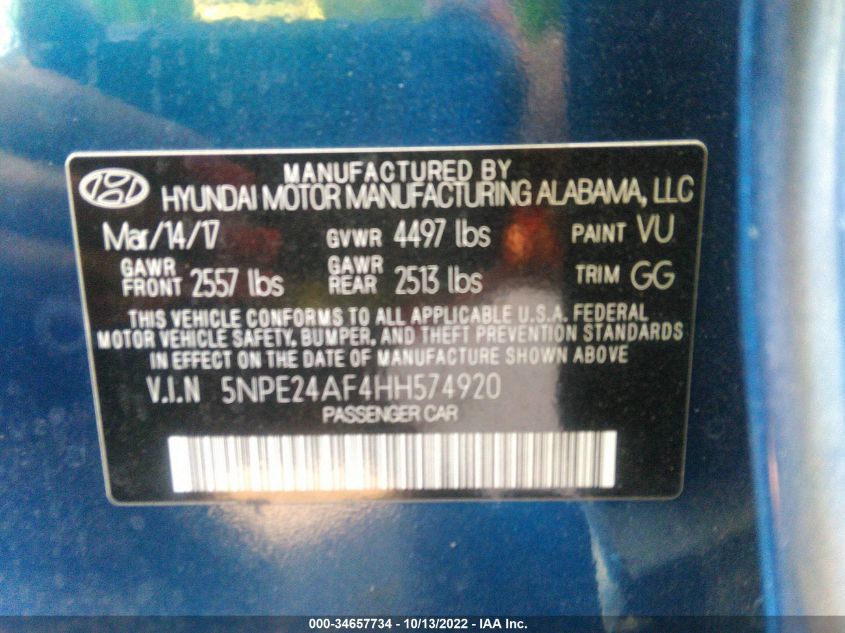 MANUFACTURED BY
HYUNDAI MOTOR MANUFACTURING ALABAMA, LLC
Mar/14/17 GVWR 4497 lbs PAINT VU
GAWR FRONT 2557 lbs GAWR REAR 2513 lbs TRIM GG
THIS VEHICLE CONFORMS TO ALL APPLICABLE U.S.A. FEDERAL
MOTOR VEHICLE SAFETY, BUMPER, AND THEFT PREVENTION STANDARDS
IN EFFECT ON THE DATE OF MANUFACTURE SHOWN ABOVE
V.I.N 5NPE24AF4HH574920
PASSENGER CAR
000-34657734 - 10/13/2022 - IAA Inc.